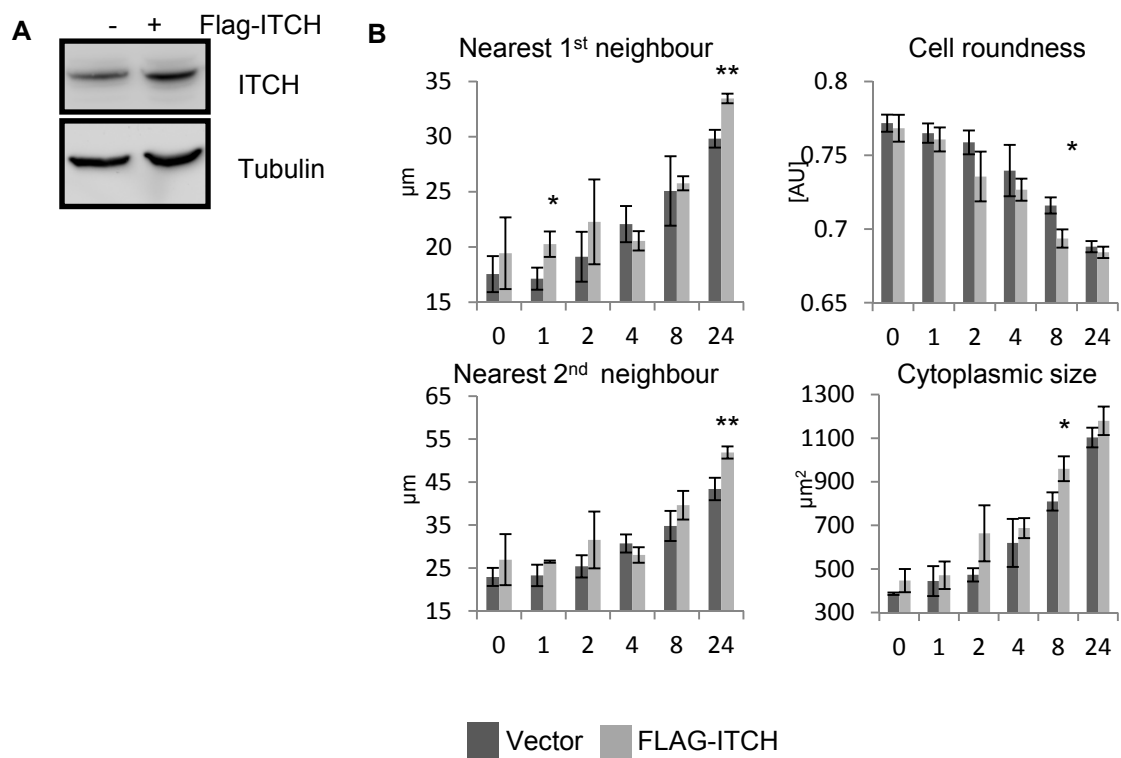 A
- + Flag-ITCH
ITCH
Tubulin
B
Nearest 1st neighbour
µm
35
30
25
20
15
*
**
0 1 2 4 8 24
Cell roundness
[AU]
0.8
0.75
0.7
0.65
*
0 1 2 4 8 24
Nearest 2nd neighbour
µm
65
55
45
35
25
15
**
0 1 2 4 8 24
Cytoplasmic size
µm2
1300
1100
900
700
500
300
*
0 1 2 4 8 24
Vector FLAG-ITCH